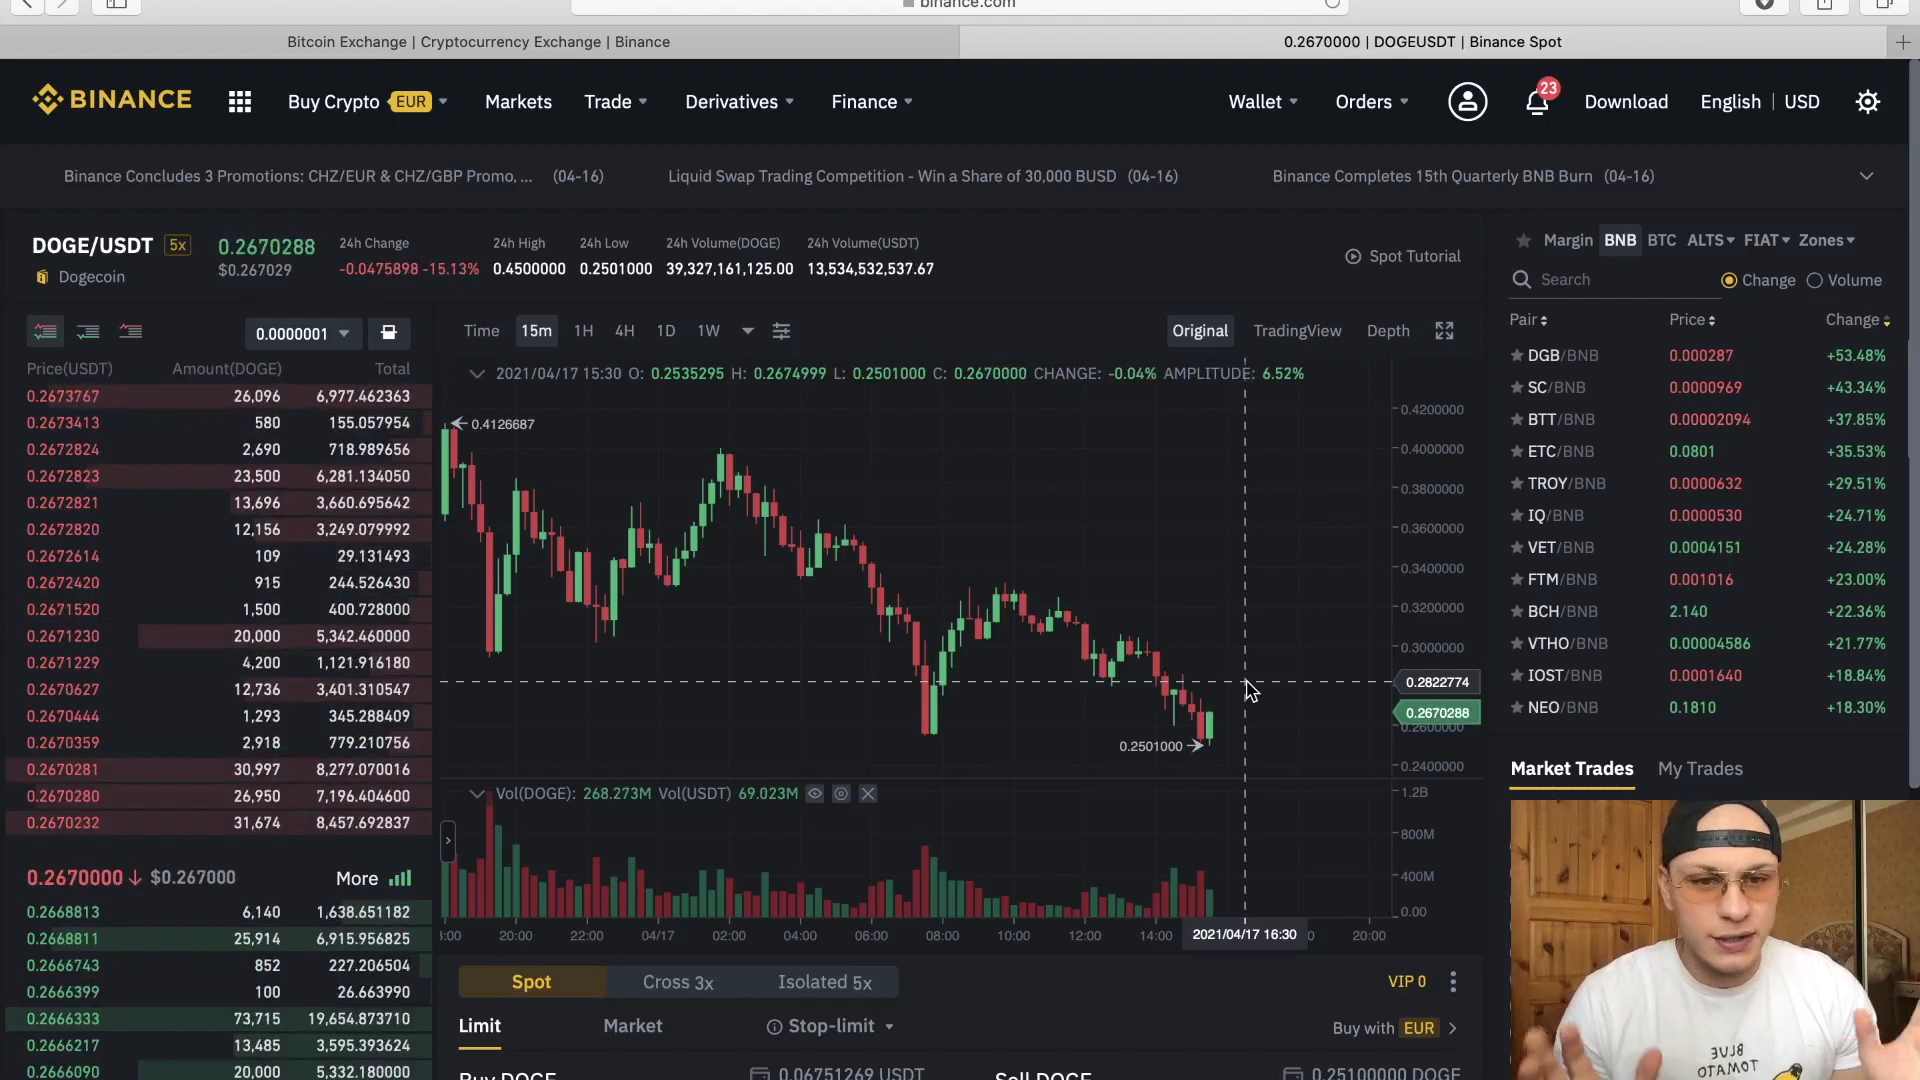 binance.com
Bitcoin Exchange | Cryptocurrency Exchange | Binance
0.2670000 | DOGEUSDT | Binance Spot
BINANCE
Buy Crypto EUR
Markets
Trade
Derivatives
Finance
Wallet
Orders
23
Download
English | USD
Binance Concludes 3 Promotions: CHZ/EUR & CHZ/GBP Promo, ... (04-16)
Liquid Swap Trading Competition - Win a Share of 30,000 BUSD (04-16)
Binance Completes 15th Quarterly BNB Burn (04-16)
DOGE/USDT 5x
Dogecoin
0.2670288
$0.267029
24h Change
-0.0475898 -15.13%
24h High
0.4500000
24h Low
0.2501000
24h Volume(DOGE)
39,327,161,125.00
24h Volume(USDT)
13,534,532,537.67
Spot Tutorial
0.0000001
Price(USDT) Amount(DOGE) Total
0.2673767 26,096 6,977.462363
0.2673413 580 155.057954
0.2672824 2,690 718.989656
0.2672823 23,500 6,281.134050
0.2672821 13,696 3,660.695642
0.2672820 12,156 3,249.079992
0.2672614 109 29.131493
0.2672420 915 244.526430
0.2671520 1,500 400.728000
0.2671230 20,000 5,342.460000
0.2671229 4,200 1,121.916180
0.2670627 12,736 3,401.310547
0.2670444 1,293 345.288409
0.2670359 2,918 779.210756
0.2670281 30,997 8,277.070016
0.2670280 26,950 7,196.404600
0.2670232 31,674 8,457.692837
0.2670000 $0.267000 More
0.2668813 6,140 1,638.651182
0.2668811 25,914 6,915.956825
0.2666743 852 227.206504
0.2666399 100 26.663990
0.2666333 73,715 19,654.873710
0.2666217 13,485 3,595.393624
0.2666090 20,000 5,332.180000
Time 15m 1H 4H 1D 1W
Original TradingView Depth
2021/04/17 15:30 O: 0.2535295 H: 0.2674999 L: 0.2501000 C: 0.2670000 CHANGE: -0.04% AMPLITUDE: 6.52%
0.4126687
0.2501000
0.4200000
0.4000000
0.3800000
0.3600000
0.3400000
0.3200000
0.3000000
0.2822774
0.2670288
0.2600000
0.2400000
Vol(DOGE): 268.273M Vol(USDT) 69.023M
1.2B
800M
400M
0.00
20:00 22:00 04/17 02:00 04:00 06:00 08:00 10:00 12:00 14:00 2021/04/17 16:30 20:00
Spot Cross 3x Isolated 5x
VIP 0
Limit Market Stop-limit
Buy with EUR
Buy DOGE 0.06751269 USDT
Sell DOGE 0.25100000 DOGE
Margin BNB BTC ALTS FIAT Zones
Search
Change Volume
Pair Price Change
DGB/BNB 0.000287 +53.48%
SC/BNB 0.0000969 +43.34%
BTT/BNB 0.00002094 +37.85%
ETC/BNB 0.0801 +35.53%
TROY/BNB 0.0000632 +29.51%
IQ/BNB 0.0000530 +24.71%
VET/BNB 0.0004151 +24.28%
FTM/BNB 0.001016 +23.00%
BCH/BNB 2.140 +22.36%
VTHO/BNB 0.00004586 +21.77%
IOST/BNB 0.0001640 +18.84%
NEO/BNB 0.1810 +18.30%
Market Trades My Trades
BLUE
TOMATO